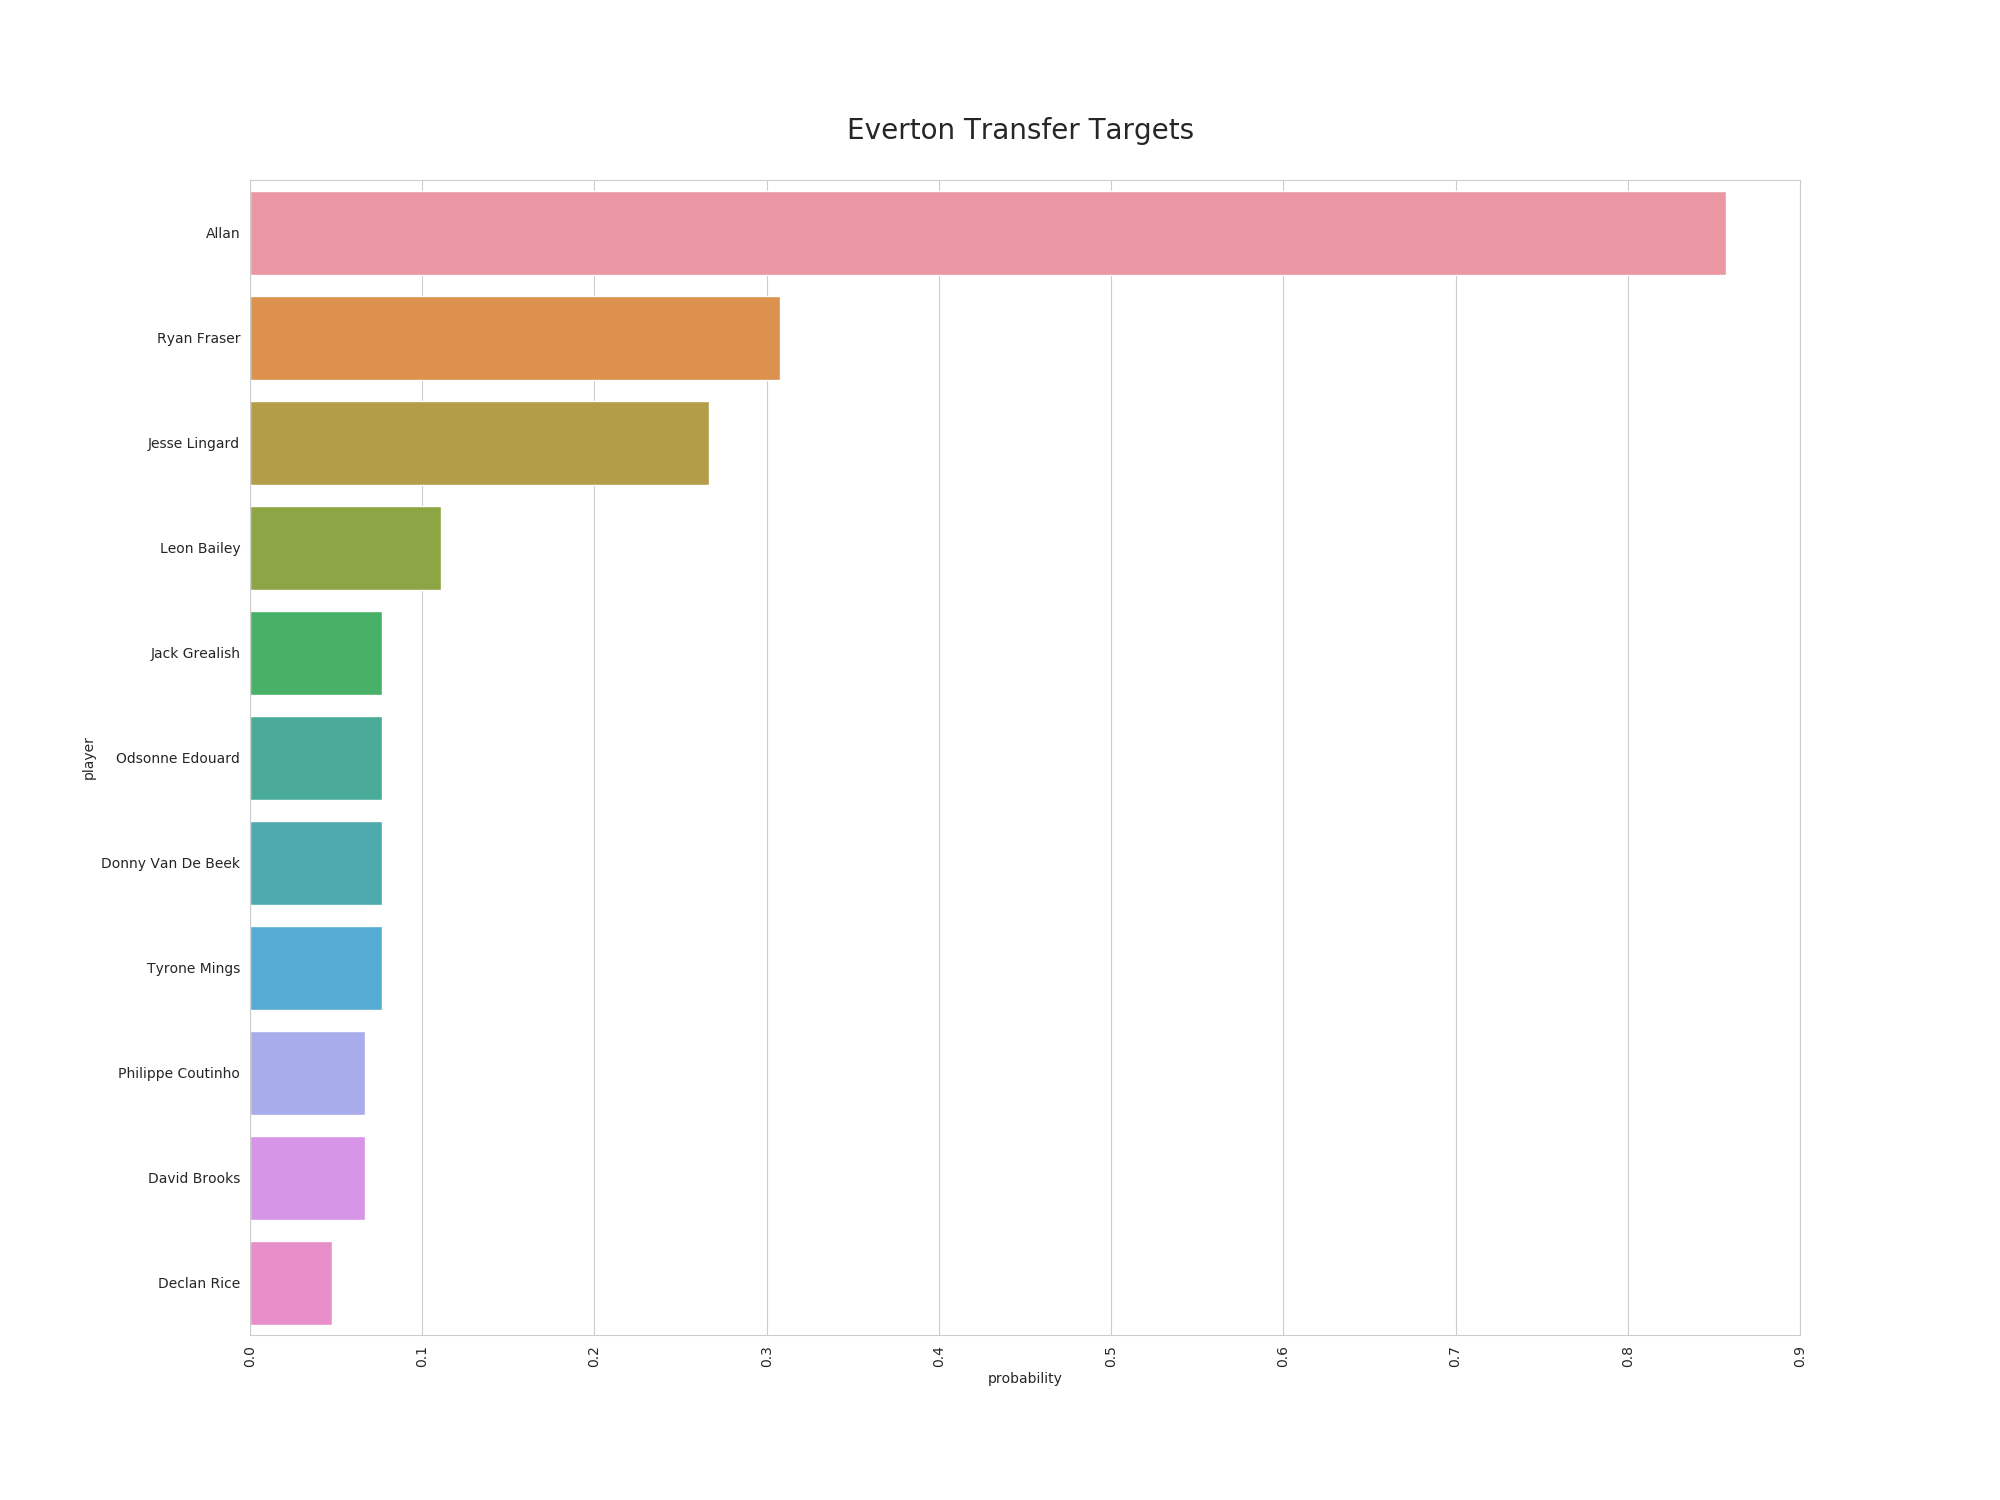 Everton Transfer Targets
Allan
Ryan Fraser
Jesse Lingard
Leon Bailey
Jack Grealish
Odsonne Edouard
Donny Van De Beek
Tyrone Mings
Philippe Coutinho
David Brooks
Declan Rice
player
0.0 0.1 0.2 0.3 0.4 0.5 0.6 0.7 0.8 0.9
probability